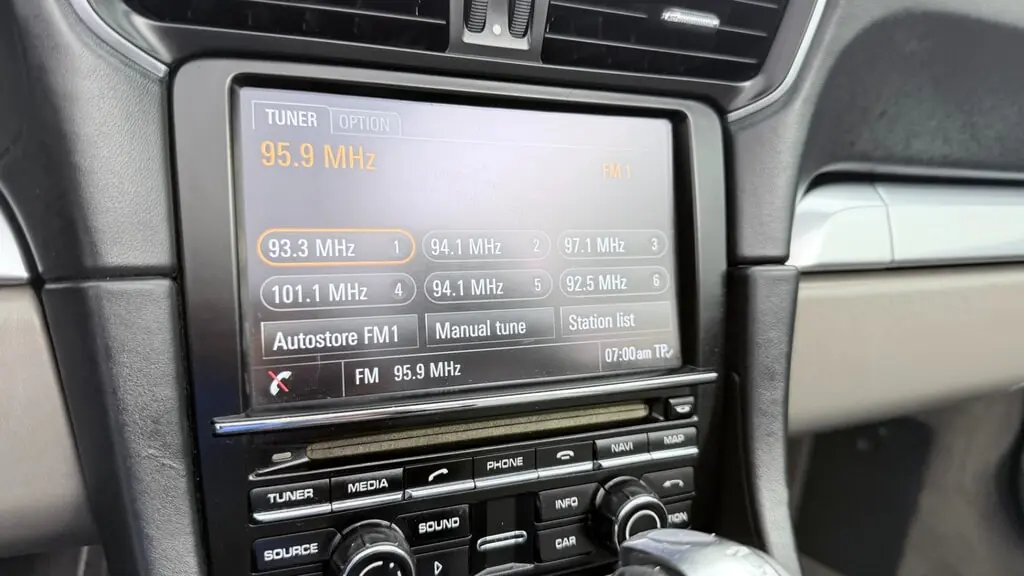 TUNER OPTION
95.9 MHz FM 1
93.3 MHz 1 94.1 MHz 2 97.1 MHz 3
101.1 MHz 4 94.1 MHz 5 92.5 MHz 6
Autostore FM1 Manual tune Station list
FM 95.9 MHz 07:00am TP
TUNER MEDIA PHONE NAVI MAP
SOURCE SOUND INFO
CAR